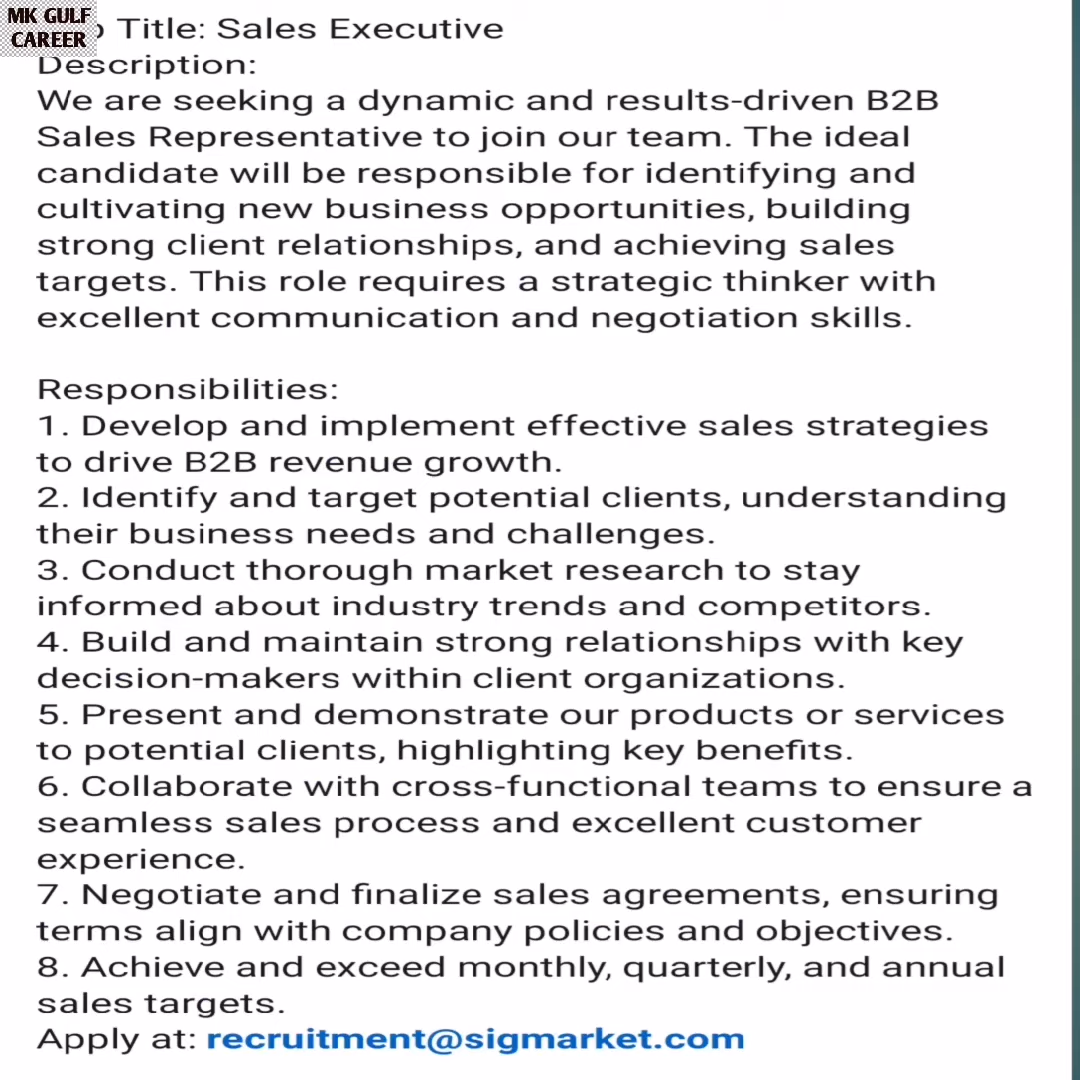 MK GULF
CAREER
Title: Sales Executive
Description:
We are seeking a dynamic and results-driven B2B
Sales Representative to join our team. The ideal
candidate will be responsible for identifying and
cultivating new business opportunities, building
strong client relationships, and achieving sales
targets. This role requires a strategic thinker with
excellent communication and negotiation skills.
Responsibilities:
1. Develop and implement effective sales strategies
to drive B2B revenue growth.
2. Identify and target potential clients, understanding
their business needs and challenges.
3. Conduct thorough market research to stay
informed about industry trends and competitors.
4. Build and maintain strong relationships with key
decision-makers within client organizations.
5. Present and demonstrate our products or services
to potential clients, highlighting key benefits.
6. Collaborate with cross-functional teams to ensure a
seamless sales process and excellent customer
experience.
7. Negotiate and finalize sales agreements, ensuring
terms align with company policies and objectives.
8. Achieve and exceed monthly, quarterly, and annual
sales targets.
Apply at: recruitment@sigmarket.com